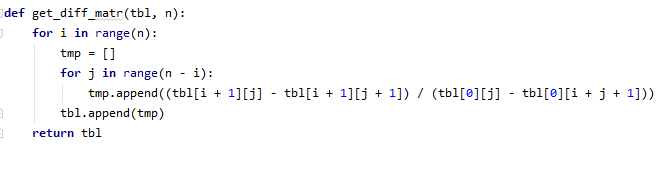 def get_diff_matr(tbl, n):
    for i in range(n):
        tmp = []
        for j in range(n - i):
            tmp.append((tbl[i + 1][j] - tbl[i + 1][j + 1]) / (tbl[0][j] - tbl[0][i + j + 1]))
        tbl.append(tmp)
    return tbl